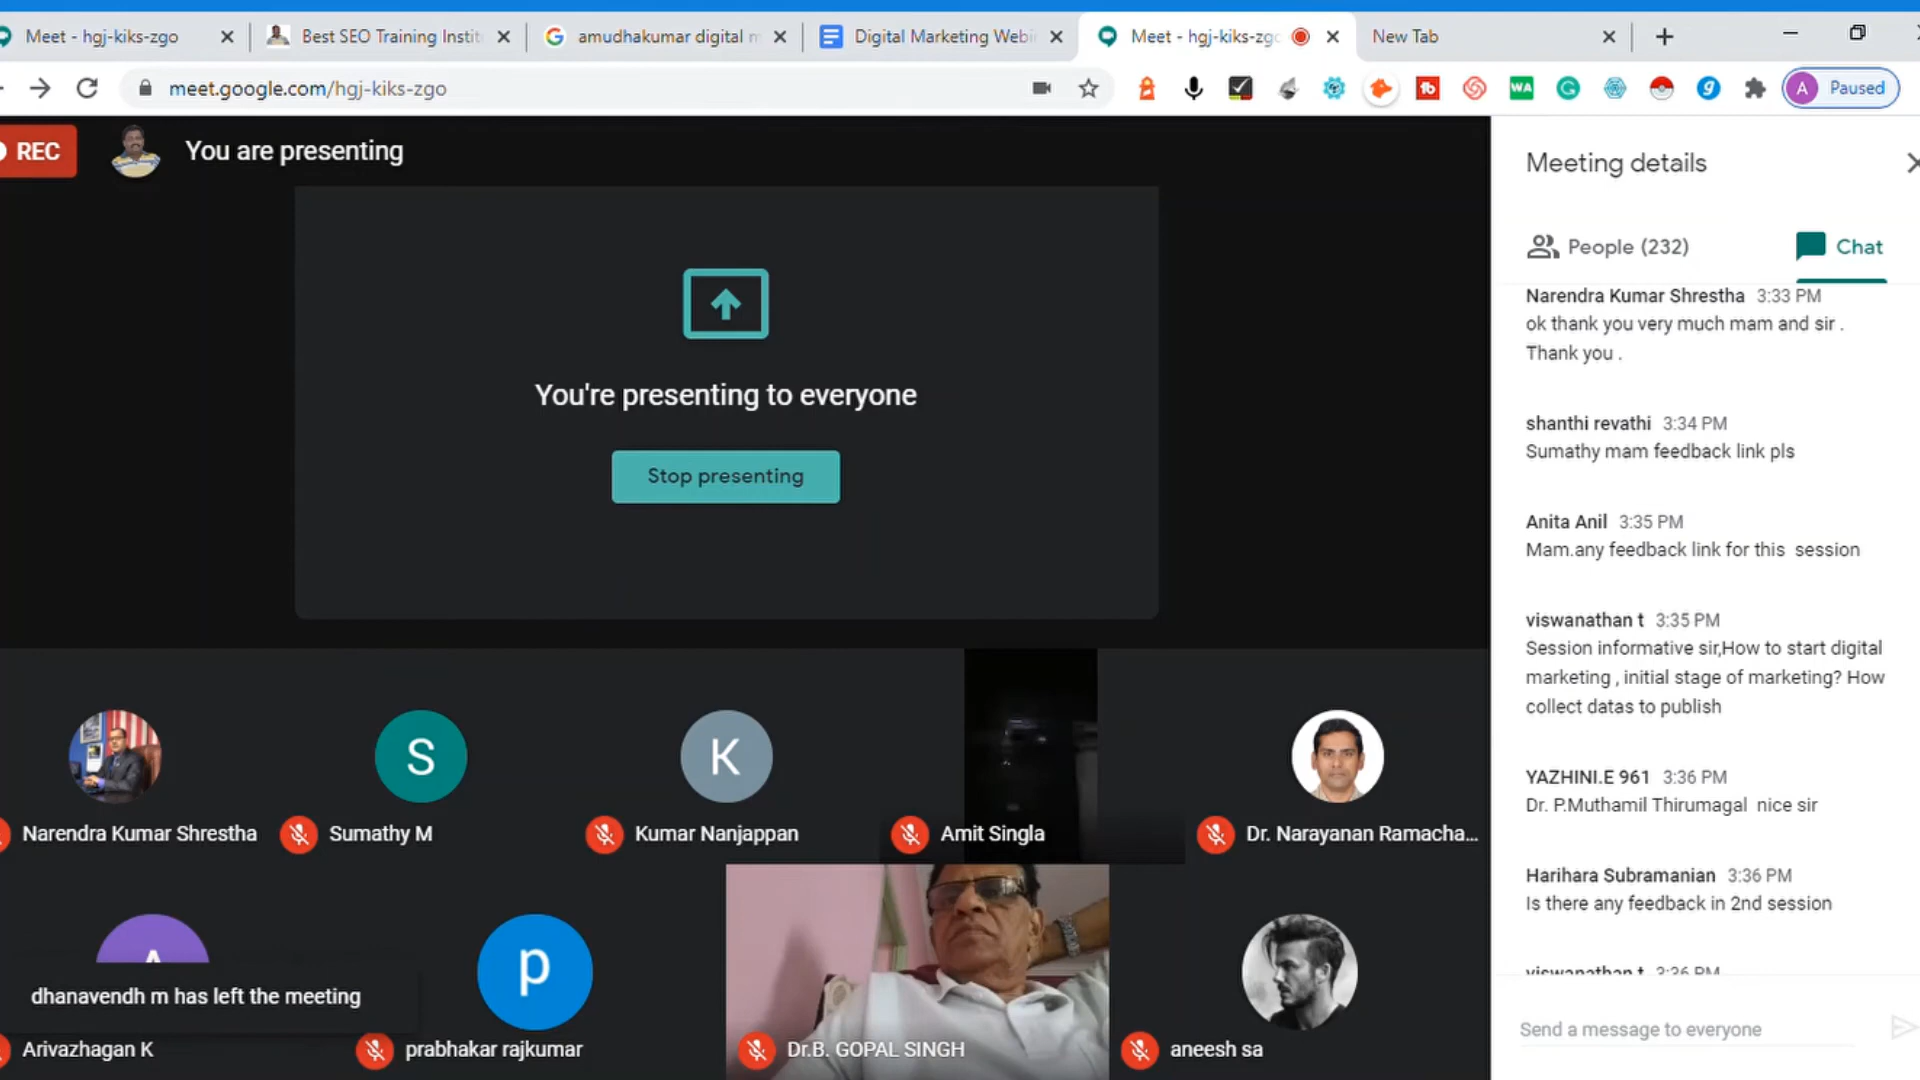 Meet - hgj-kiks-zgo
Best SEO Training Instit
amudhakumar digital m
Digital Marketing Webi
Meet - hgj-kiks-zgo
New Tab
meet.google.com/hgj-kiks-zgo
WA
A
Paused
REC
You are presenting
You're presenting to everyone
Stop presenting
Narendra Kumar Shrestha
S
Sumathy M
K
Kumar Nanjappan
Amit Singla
Dr. Narayanan Ramacha...
dhanavendh m has left the meeting
Arivazhagan K
p
prabhakar rajkumar
Dr.B. GOPAL SINGH
aneesh sa
Meeting details
People (232)
Chat
Narendra Kumar Shrestha 3:33 PM
ok thank you very much mam and sir .
Thank you .
shanthi revathi 3:34 PM
Sumathy mam feedback link pls
Anita Anil 3:35 PM
Mam.any feedback link for this session
viswanathan t 3:35 PM
Session informative sir,How to start digital
marketing , initial stage of marketing? How
collect datas to publish
YAZHINI.E 961 3:36 PM
Dr. P.Muthamil Thirumagal nice sir
Harihara Subramanian 3:36 PM
Is there any feedback in 2nd session
viswanathan t 3:36 PM
Send a message to everyone